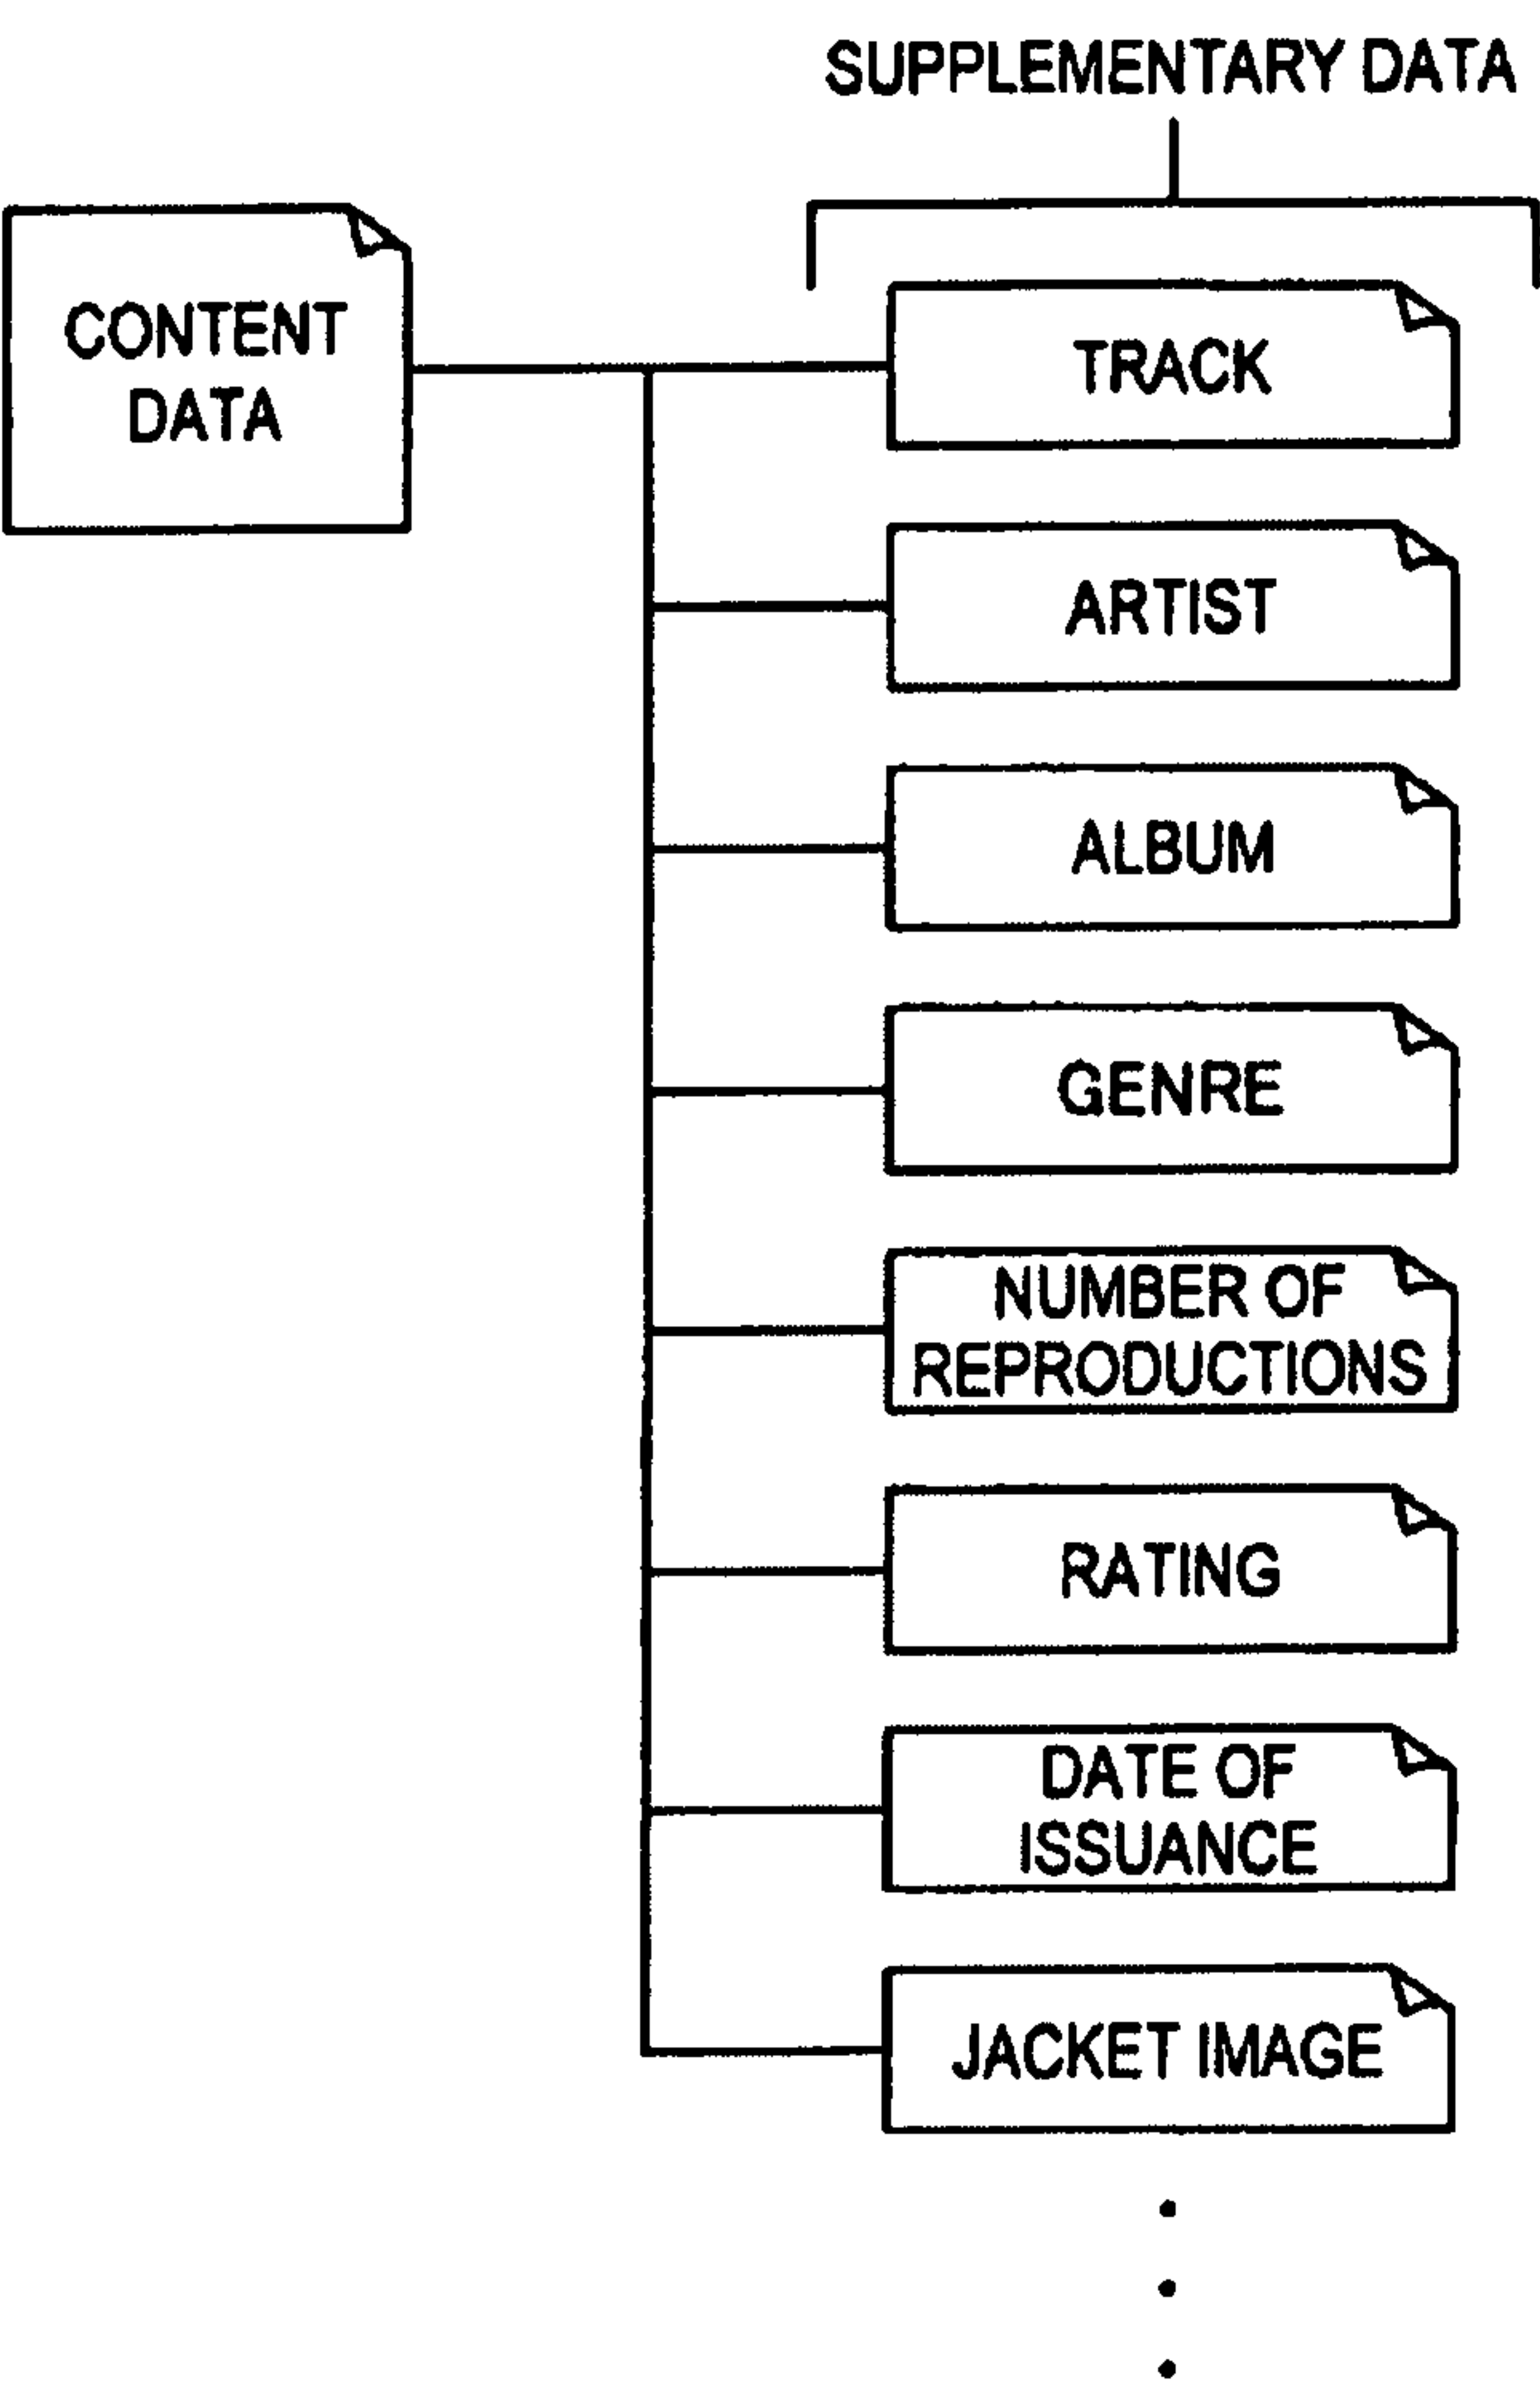 SUPPLEMENTARY DATA
CONTENT
DATA
TRACK
ARTIST
ALBUM
GENRE
NUMBER OF
REPRODUCTIONS
RATING
DATE OF
ISSUANCE
JACKET IMAGE